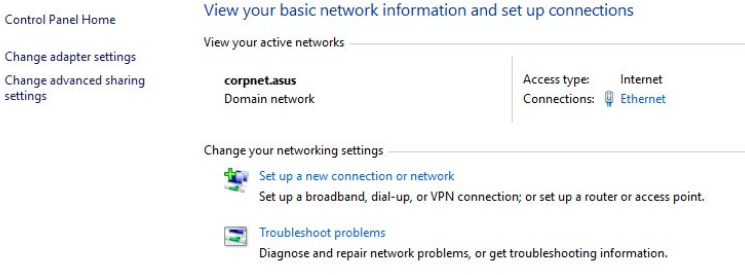 Control Panel Home
Change adapter settings
Change advanced sharing
settings
View your basic network information and set up connections
View your active networks
corpnet.asus
Domain network
Access type: Internet
Connections: Ethernet
Change your networking settings
Set up a new connection or network
Set up a broadband, dial-up, or VPN connection; or set up a router or access point.
Troubleshoot problems
Diagnose and repair network problems, or get troubleshooting information.